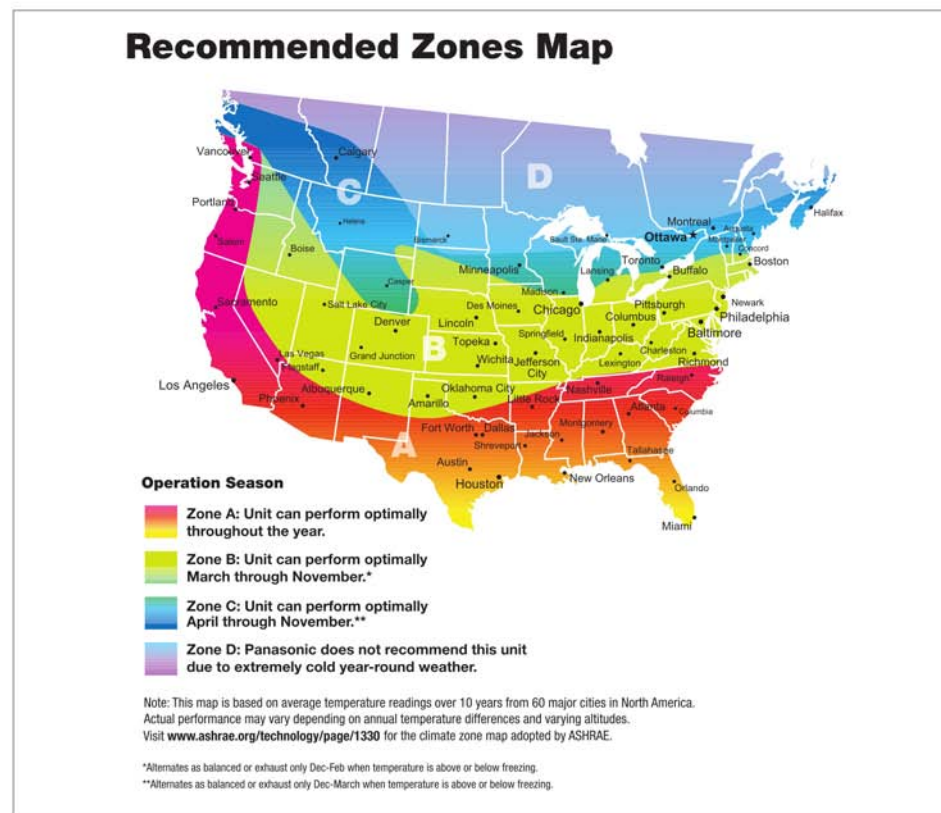 Recommended Zones Map
Vancouver
Calgary
Seattle
D
C
Portland
Helena
Halifax
Montreal
Augusta
Salem
Bismarck
Sault Ste. Marie
Ottawa
Montpelier
Concord
Boise
Toronto
Boston
Minneapolis
Lansing
Buffalo
Casper
Madison
Sacramento
Salt Lake City
Des Moines
Chicago
Pittsburgh
Newark
Denver
Lincoln
Columbus
Philadelphia
Springfield
Indianapolis
Baltimore
B
Topeka
Las Vegas
Grand Junction
Wichita
Jefferson
City
Charleston
Lexington
Richmond
Flagstaff
Los Angeles
Albuquerque
Oklahoma City
Nashville
Raleigh
Phoenix
Amarillo
Little Rock
Atlanta
Columbia
Fort Worth
Dallas
Montgomery
Jackson
A
Shreveport
Tallahasee
Austin
Houston
New Orleans
Orlando
Miami
Operation Season
Zone A: Unit can perform optimally
throughout the year.
Zone B: Unit can perform optimally
March through November.*
Zone C: Unit can perform optimally
April through November.**
Zone D: Panasonic does not recommend this unit
due to extremely cold year-round weather.
Note: This map is based on average temperature readings over 10 years from 60 major cities in North America.
Actual performance may vary depending on annual temperature differences and varying altitudes.
Visit www.ashrae.org/technology/page/1330 for the climate zone map adopted by ASHRAE.
*Alternates as balanced or exhaust only Dec-Feb when temperature is above or below freezing.
**Alternates as balanced or exhaust only Dec-March when temperature is above or below freezing.